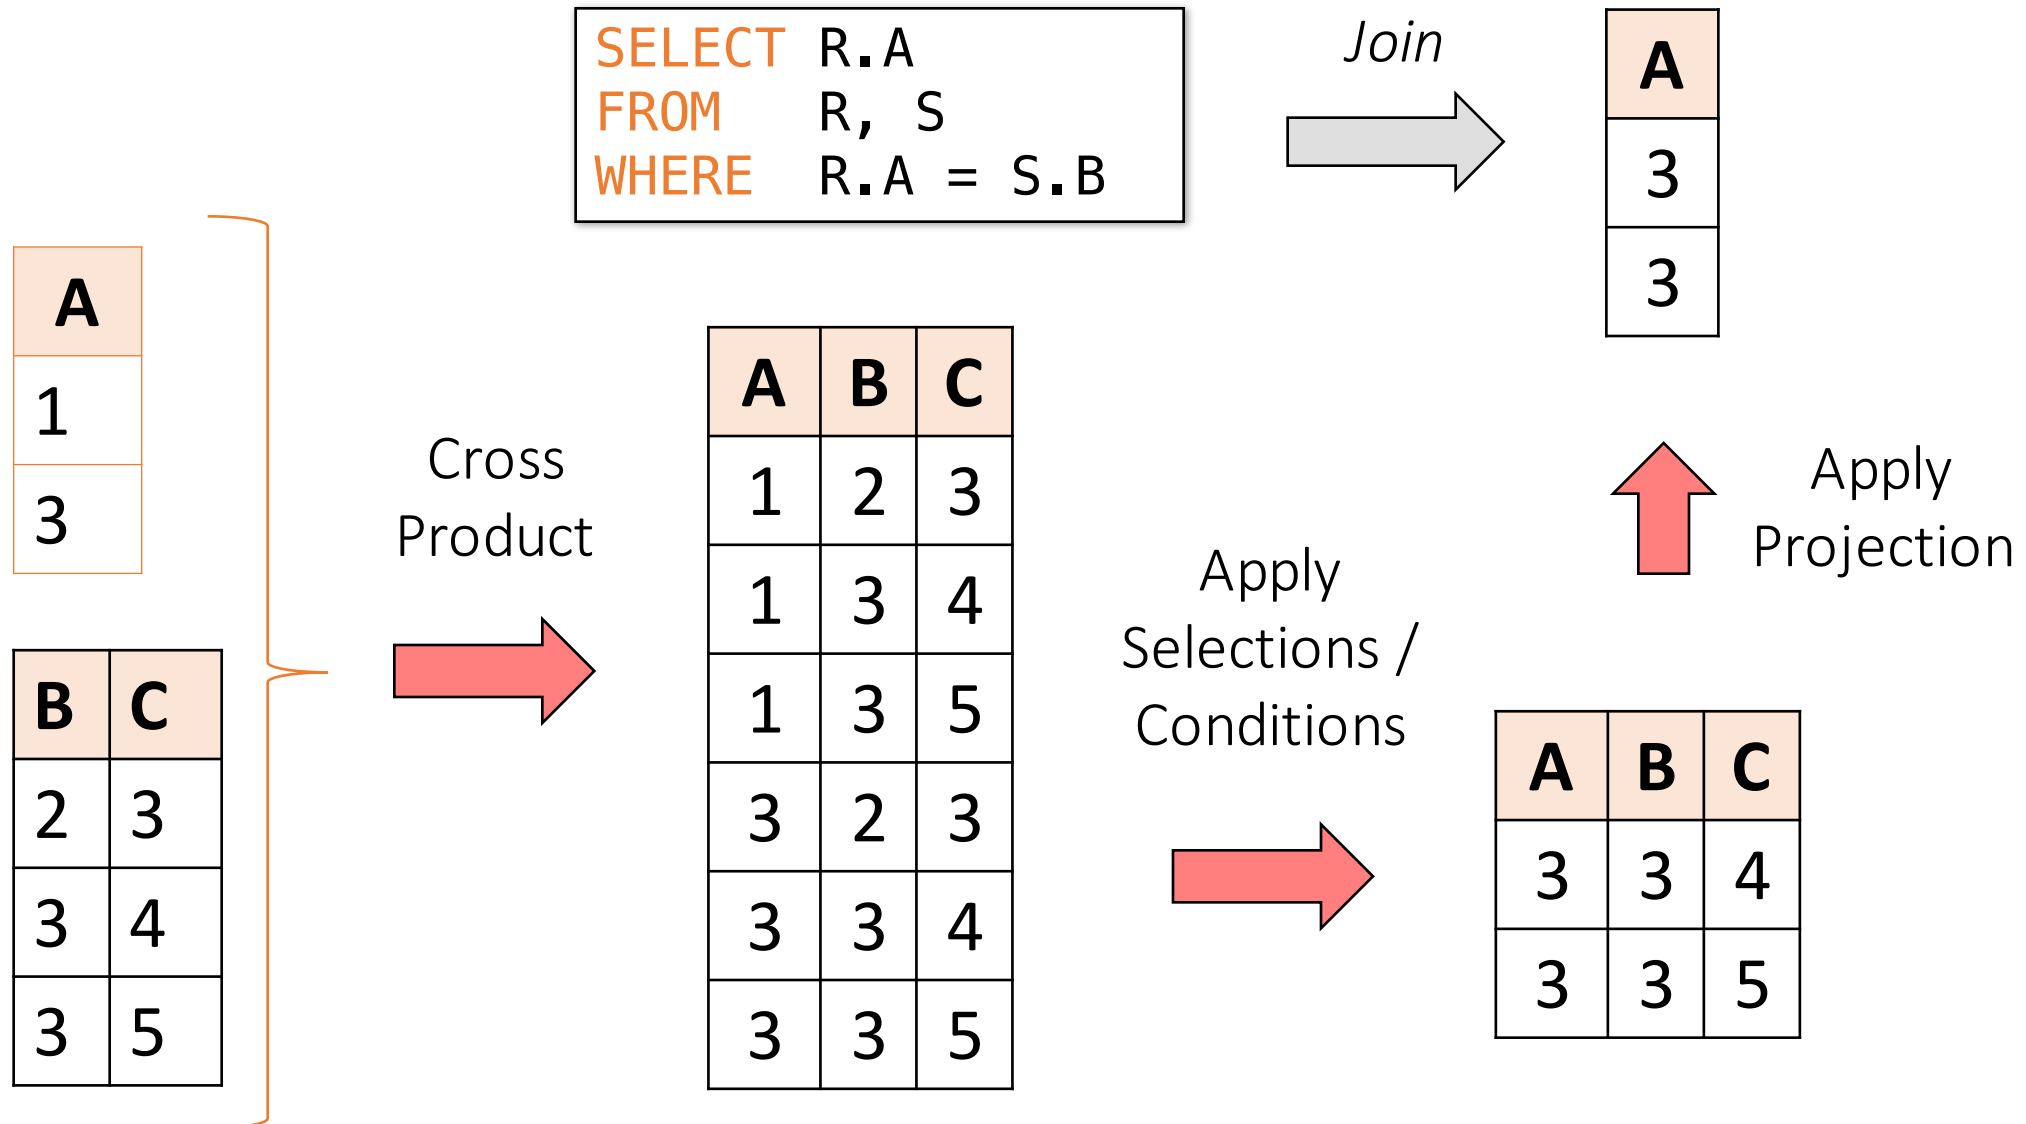 SELECT R.A
FROM R, S
WHERE R.A = S.B
Join
A
3
3
A
1
3
B C
2 3
3 4
3 5
Cross
Product
A B C
1 2 3
1 3 4
1 3 5
3 2 3
3 3 4
3 3 5
Apply
Selections /
Conditions
A B C
3 3 4
3 3 5
Apply
Projection